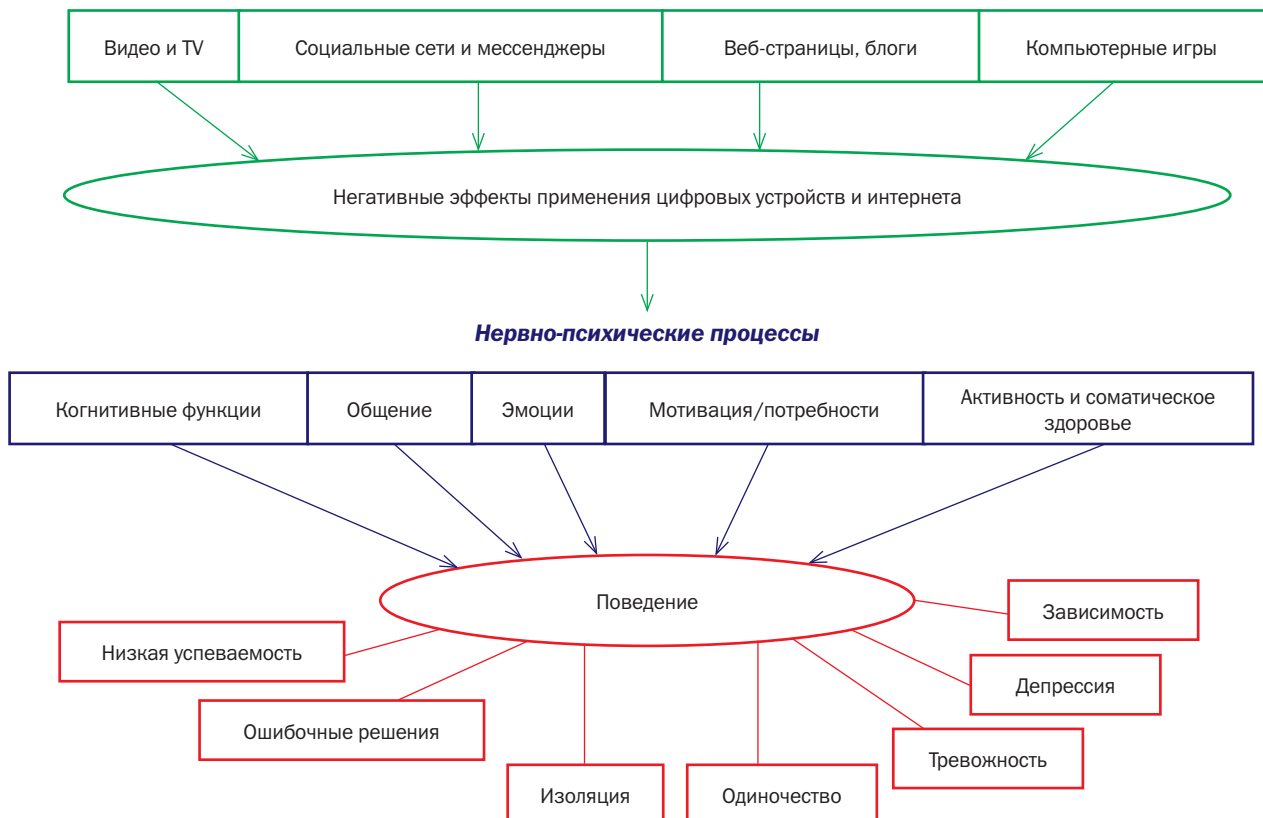 Видео и TV
Социальные сети и мессенджеры
Веб-страницы, блоги
Компьютерные игры
Негативные эффекты применения цифровых устройств и интернета
Нервно-психические процессы
Когнитивные функции
Общение
Эмоции
Мотивация/потребности
Активность и соматическое
здоровье
Поведение
Зависимость
Низкая успеваемость
Депрессия
Ошибочные решения
Тревожность
Изоляция
Одиночество